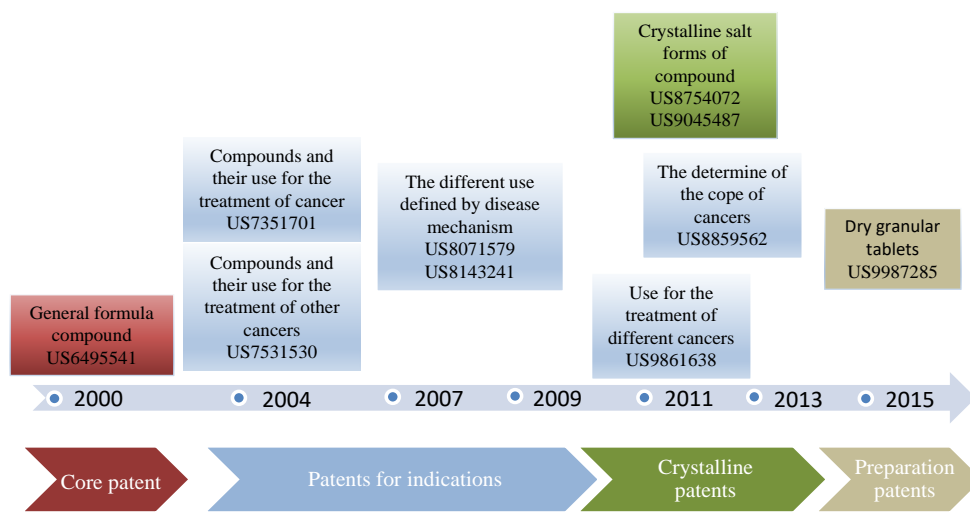 Crystalline salt
forms of
compound
US8754072
US9045487
Compounds and
their use for the
treatment of cancer
US7351701
The different use
defined by disease
mechanism
US8071579
US8143241
The determine of
the cope of
cancers
US8859562
Dry granular
tablets
US9987285
Compounds and
their use for the
treatment of other
cancers
US7531530
General formula
compound
US6495541
Use for the
treatment of
different cancers
US9861638
2000
2004
2007
2009
2011
2013
2015
Core patent
Patents for indications
Crystalline
patents
Preparation
patents